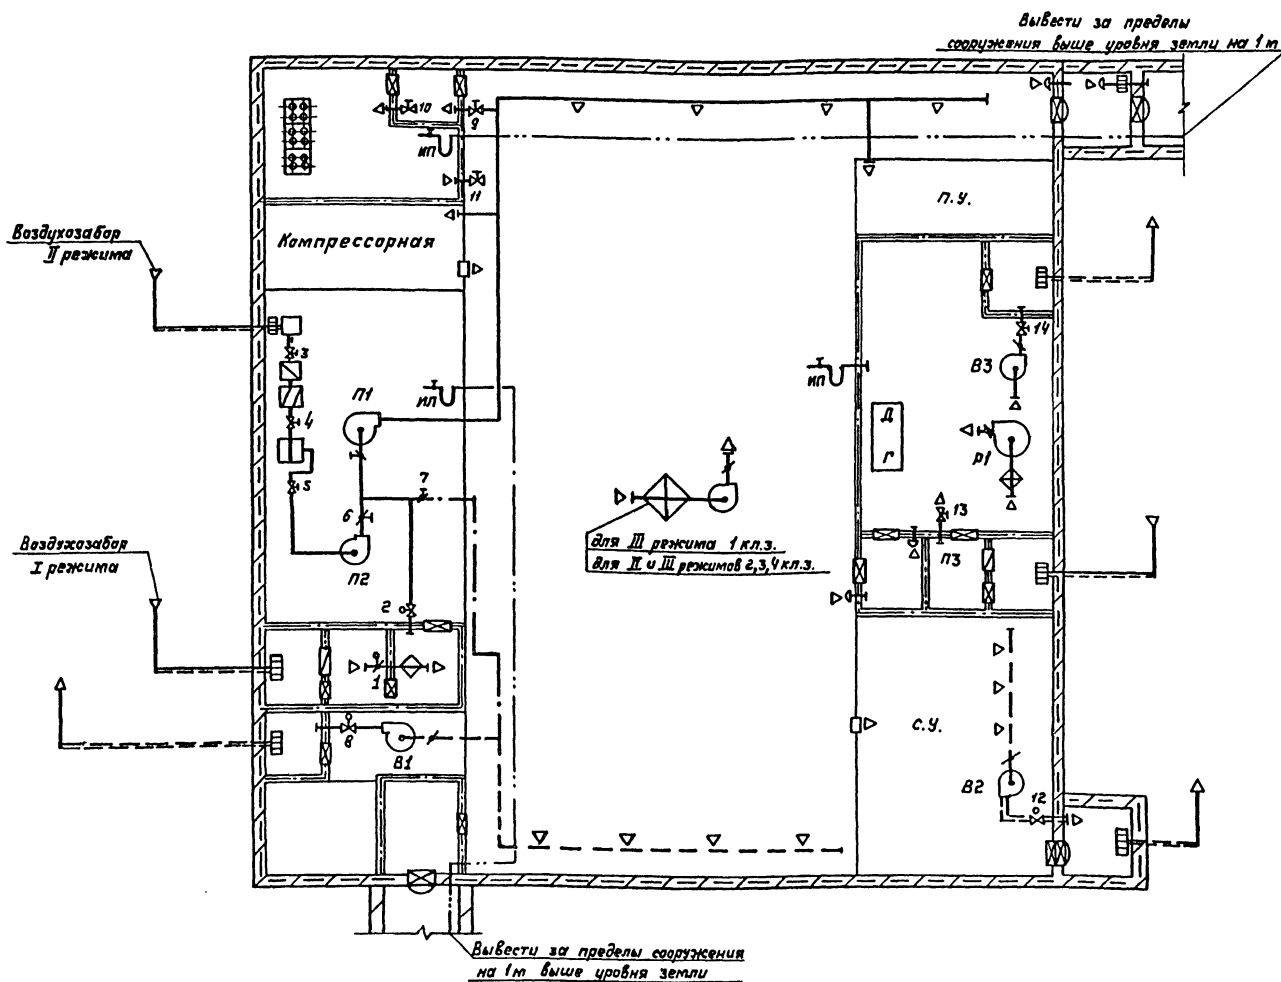 Вывести за пределы
сооружения выше уровня земли на 1м
10
9
ИП
11
П.У.
Компрессорная
Воздухозабор
II режима
3
14
В3
П1
ИП
ИП
4
Д
Г
Р1
7
5
6
13
для III режима 1 кл.з.
для II и III режимов 2,3,4 кл.з.
Воздухозабор
I режима
П2
П3
2
1
С.У.
8
В1
В2
12
Вывести за пределы сооружения
на 1м выше уровня земли